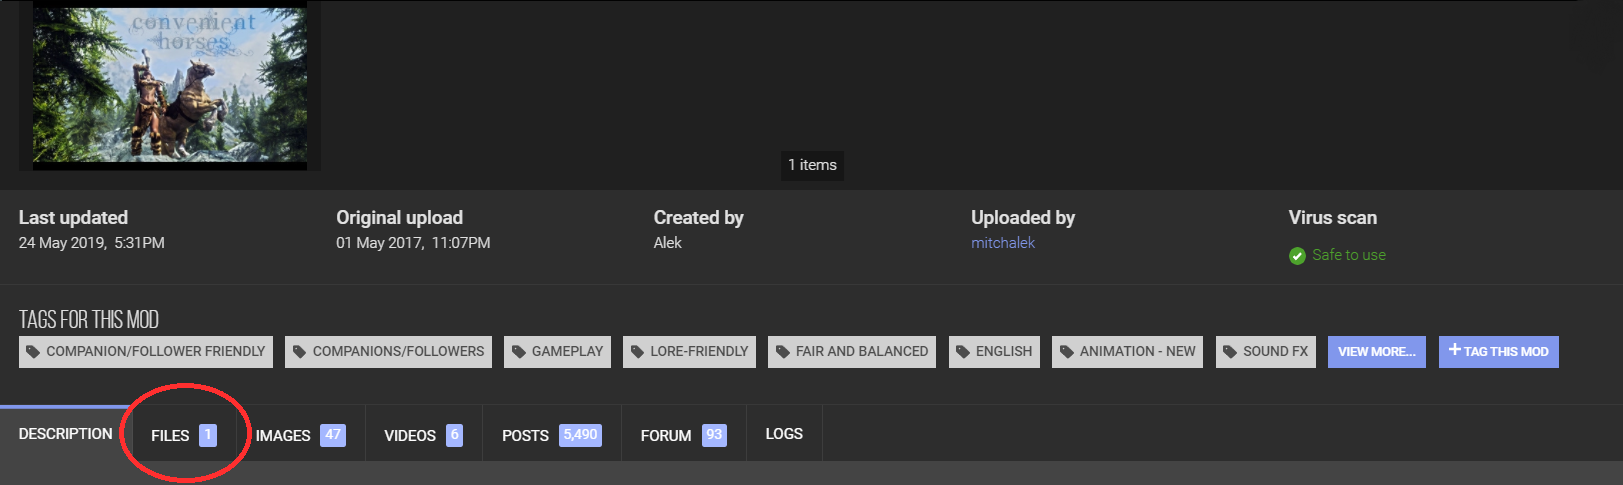 convenient
horses
1 items
Last updated
24 May 2019, 5:31PM
Original upload
01 May 2017, 11:07PM
Created by
Alek
Uploaded by
mitchalek
Virus scan
Safe to use
TAGS FOR THIS MOD
COMPANION/FOLLOWER FRIENDLY COMPANIONS/FOLLOWERS GAMEPLAY LORE-FRIENDLY FAIR AND BALANCED ENGLISH ANIMATION - NEW SOUND FX VIEW MORE... + TAG THIS MOD
DESCRIPTION FILES 1 IMAGES 47 VIDEOS 6 POSTS 5,490 FORUM 93 LOGS